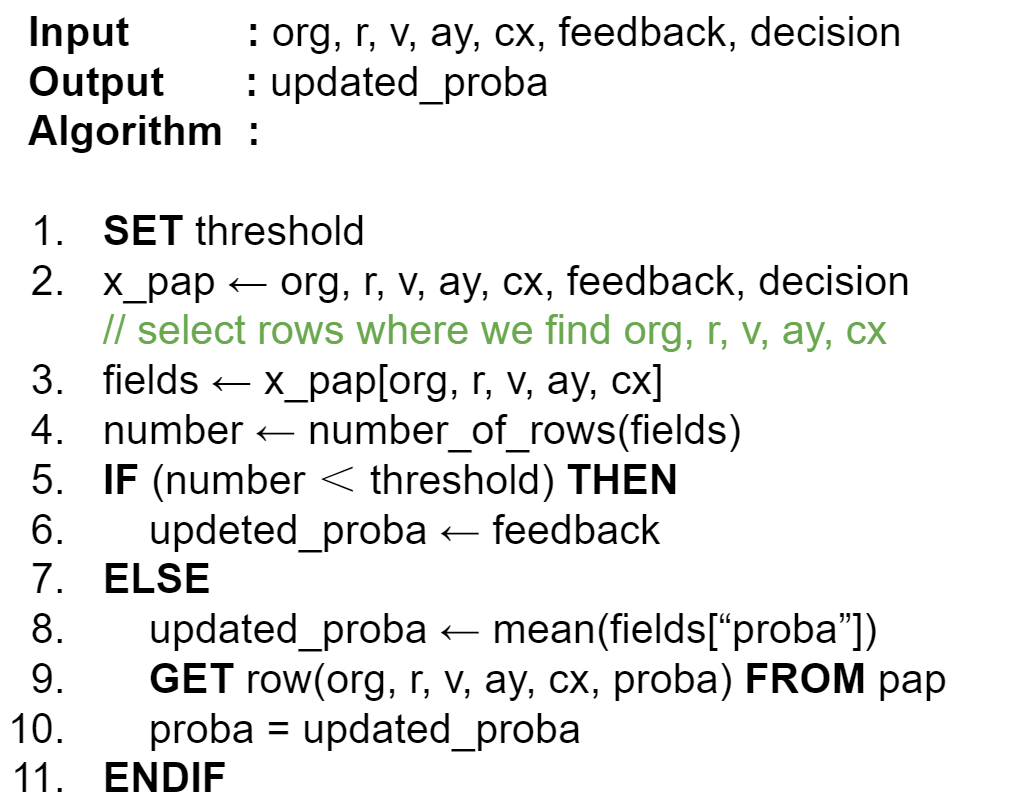 Input : org, r, v, ay, cx, feedback, decision
Output : updated_proba
Algorithm :
1. SET threshold
2. x_pap ← org, r, v, ay, cx, feedback, decision
// select rows where we find org, r, v, ay, cx
3. fields ← x_pap[org, r, v, ay, cx]
4. number ← number_of_rows(fields)
5. IF (number < threshold) THEN
6. updeted_proba ← feedback
7. ELSE
8. updated_proba ← mean(fields[“proba”])
9. GET row(org, r, v, ay, cx, proba) FROM pap
10. proba = updated_proba
11. ENDIF